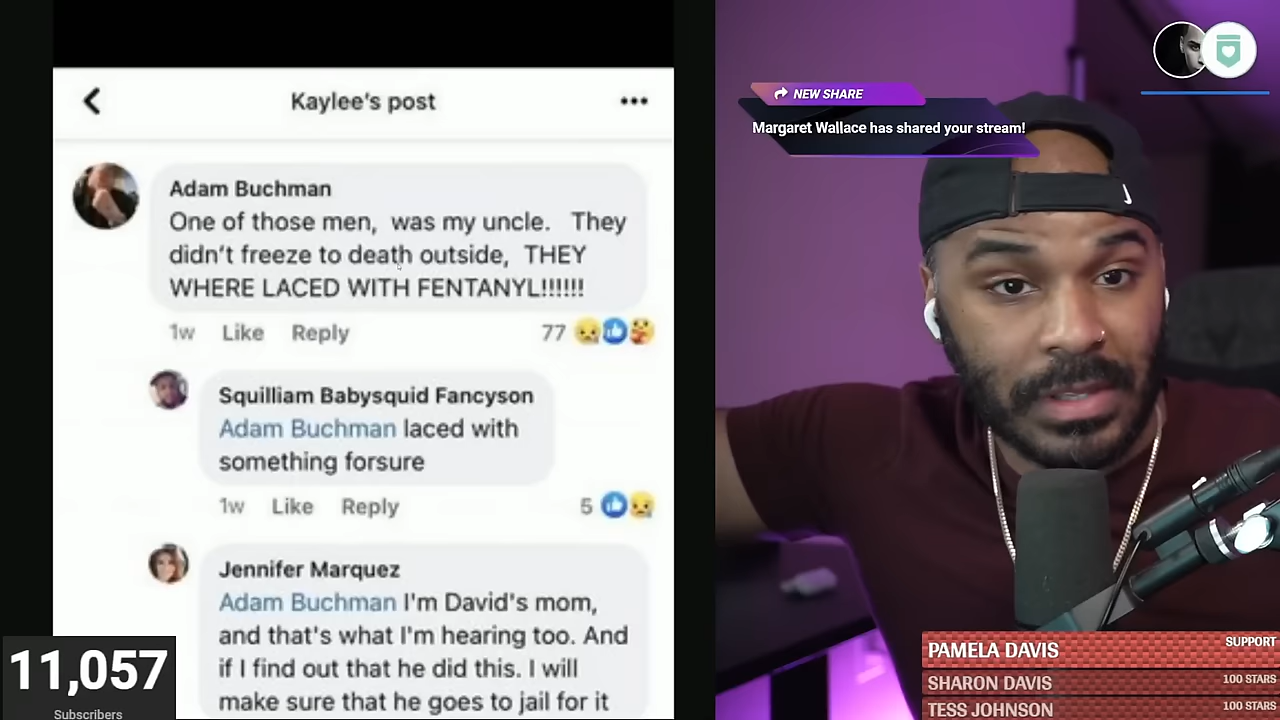 Kaylee's post
Adam Buchman
One of those men, was my uncle. They
didn't freeze to death outside, THEY
WHERE LACED WITH FENTANYL!!!!!!
1w Like Reply 77
Squilliam Babysquid Fancyson
Adam Buchman laced with
something forsure
1w Like Reply 5
Jennifer Marquez
Adam Buchman I'm David's mom,
and that's what I'm hearing too. And
if I find out that he did this. I will
make sure that he goes to jail for it
11,057
Subscribers
NEW SHARE
Margaret Wallace has shared your stream!
PAMELA DAVIS SUPPORT
SHARON DAVIS 100 STARS
TESS JOHNSON 100 STARS